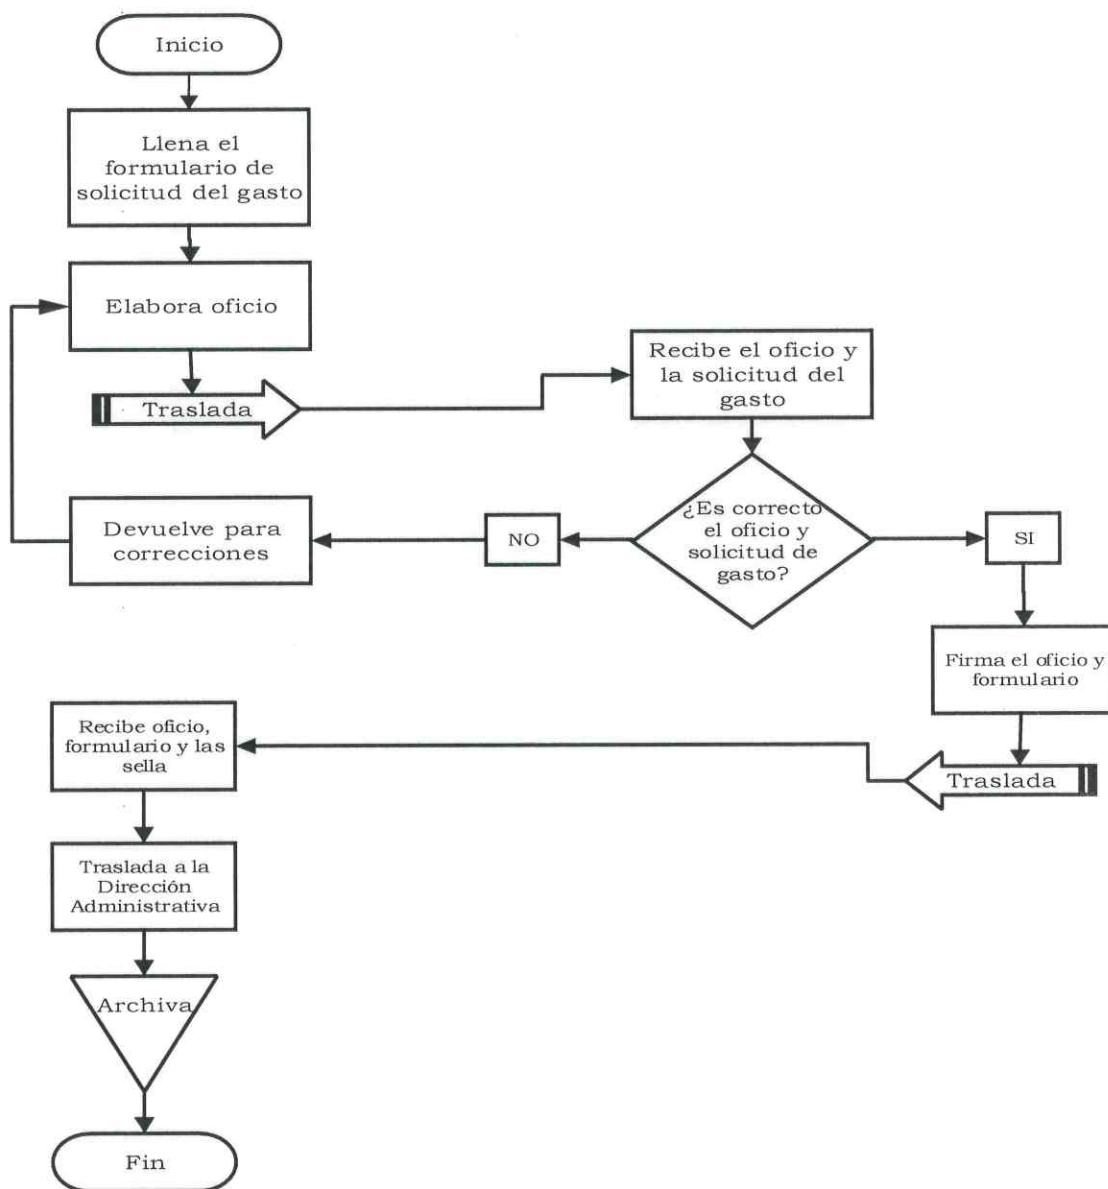 Inicio
Llena el
formulario de
solicitud del gasto
Elabora oficio
Traslada
Recibe el oficio y
la solicitud del
gasto
¿Es correcto
el oficio y
solicitud de
gasto?
NO
Devuelve para
correcciones
SI
Firma el oficio y
formulario
Traslada
Recibe oficio,
formulario y las
sella
Traslada a la
Dirección
Administrativa
Archiva
Fin